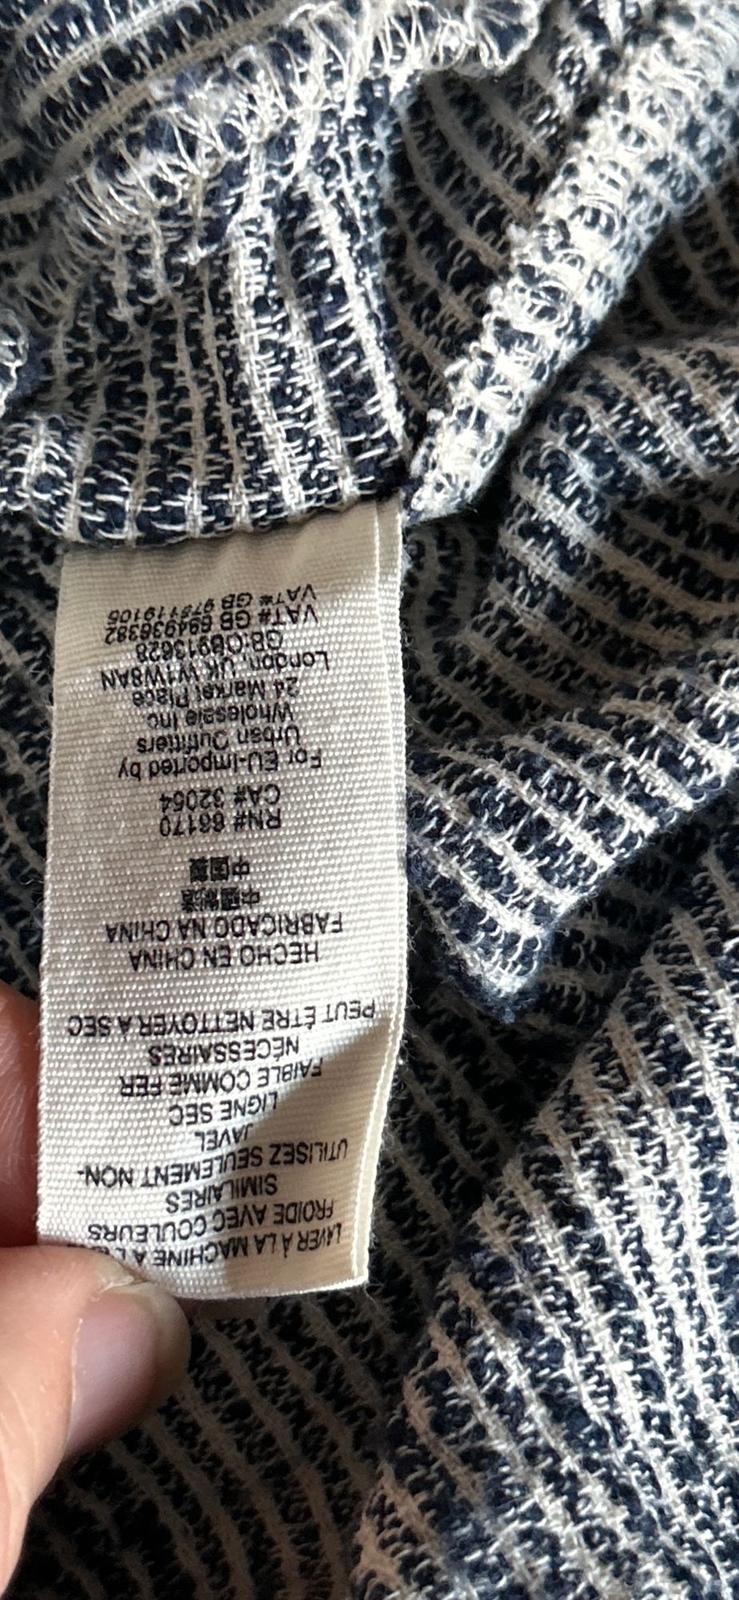 LAVER À LA MACHINE A L'
FROIDE AVEC COULEURS
SIMILAIRES
UTILISEZ SEULEMENT NON-
JAVEL
LIGNE SEC
FAIBLE COMME FER
NÉCESSAIRES
PEUT ÊTRE NETTOYER À SEC
HECHO EN CHINA
FABRICADO NA CHINA
中國製造
中国製
RN# 66170
CA# 32054
For EU-Imported by
Urban Outfitters
Wholesale Inc
24 Market Place
London, UK W1W8AN
GB:OB913628
VAT# GB 694936382
VAT# GB 975119105